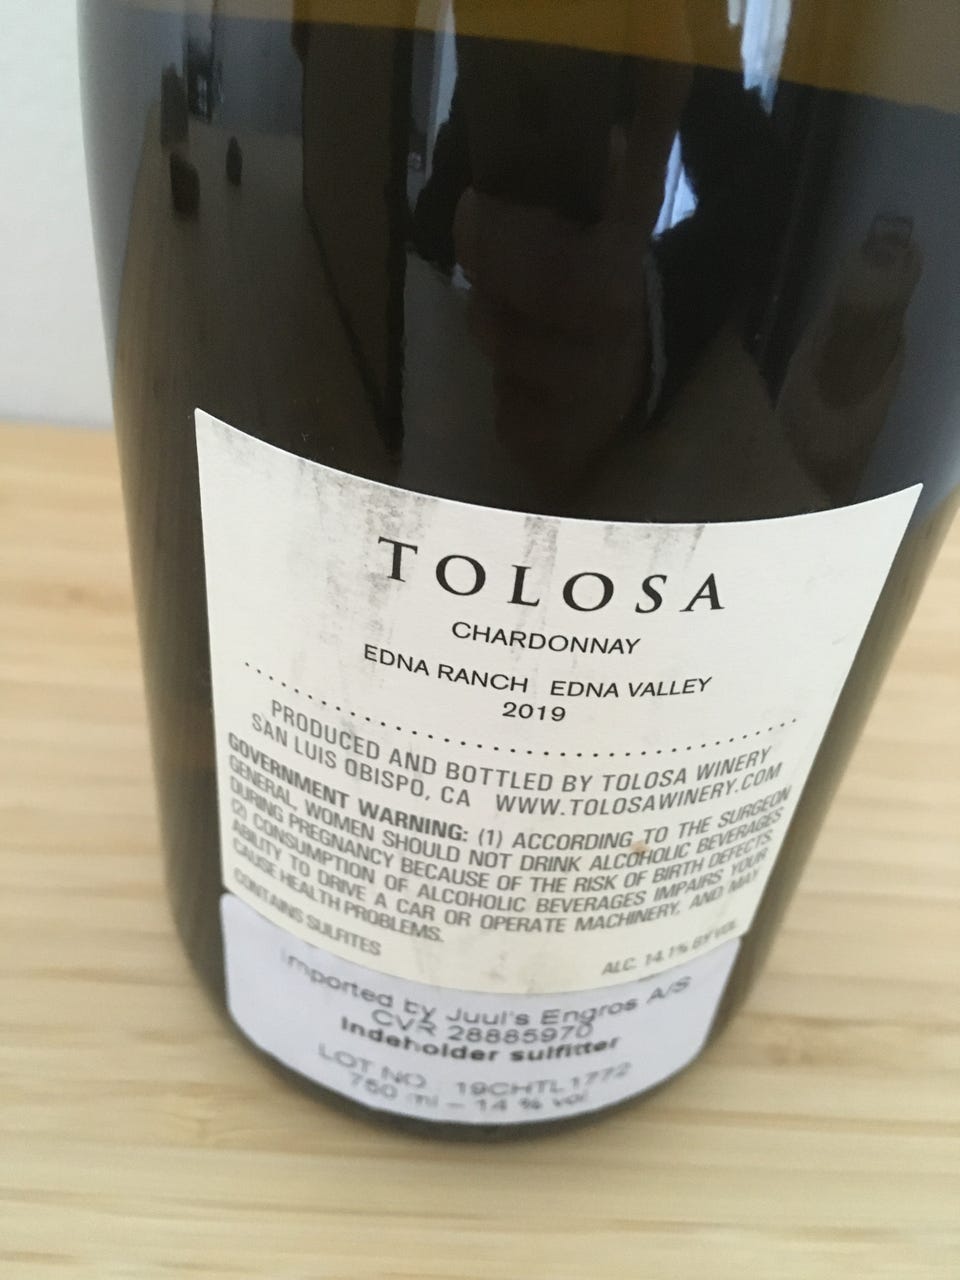 TOLOSA
CHARDONNAY
EDNA RANCH EDNA VALLEY
2019
PRODUCED AND BOTTLED BY TOLOSA WINERY
SAN LUIS OBISPO, CA WWW.TOLOSAWINERY.COM
GOVERNMENT WARNING: (1) ACCORDING TO THE SURGEON
GENERAL, WOMEN SHOULD NOT DRINK ALCOHOLIC BEVERAGES
DURING PREGNANCY BECAUSE OF THE RISK OF BIRTH DEFECTS.
(2) CONSUMPTION OF ALCOHOLIC BEVERAGES IMPAIRS YOUR
ABILITY TO DRIVE A CAR OR OPERATE MACHINERY, AND MAY
CAUSE HEALTH PROBLEMS.
CONTAINS SULFITES ALC. 14.1% BY VOL.
Imported by Juul's Engros A/S
CVR 28885970
Indeholder sulfitter
LOT NO. 19CHTL1772
750 ml - 14 % vol